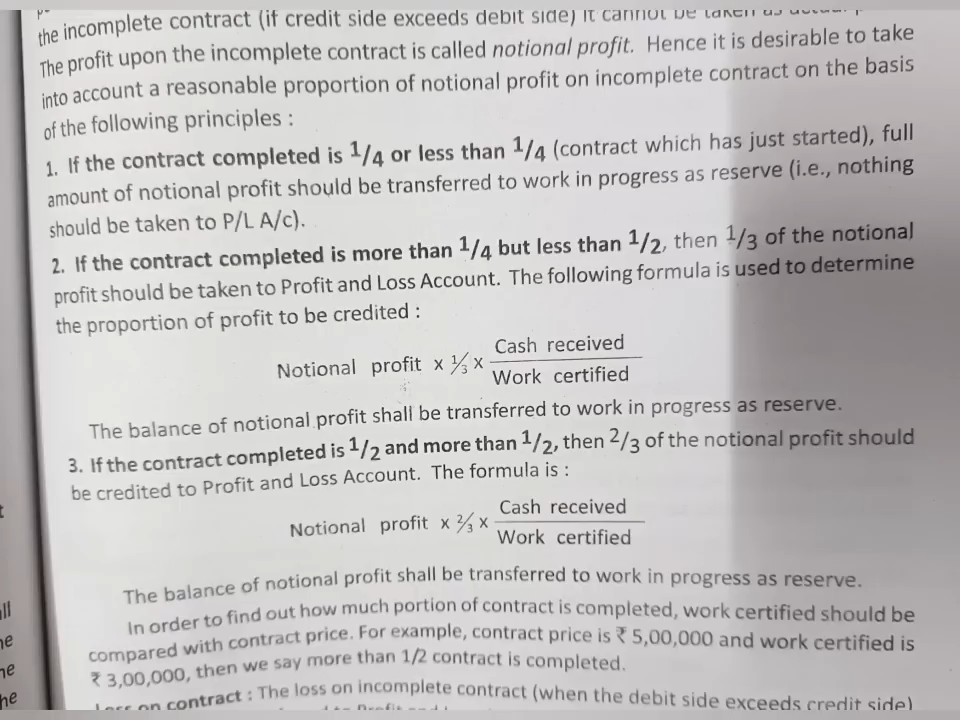 the incomplete contract (if credit side exceeds debit side) it cannot be taken as
The profit upon the incomplete contract is called notional profit. Hence it is desirable to take
into account a reasonable proportion of notional profit on incomplete contract on the basis
of the following principles :
1. If the contract completed is 1/4 or less than 1/4 (contract which has just started), full
amount of notional profit should be transferred to work in progress as reserve (i.e., nothing
should be taken to P/L A/c).
2. If the contract completed is more than 1/4 but less than 1/2, then 1/3 of the notional
profit should be taken to Profit and Loss Account. The following formula is used to determine
the proportion of profit to be credited :
Notional profit x ⅓ x Cash received
Work certified
The balance of notional profit shall be transferred to work in progress as reserve.
3. If the contract completed is 1/2 and more than 1/2, then 2/3 of the notional profit should
be credited to Profit and Loss Account. The formula is :
Notional profit x ⅔ x Cash received
Work certified
The balance of notional profit shall be transferred to work in progress as reserve.
In order to find out how much portion of contract is completed, work certified should be
compared with contract price. For example, contract price is ₹ 5,00,000 and work certified is
₹ 3,00,000, then we say more than 1/2 contract is completed.
on contract : The loss on incomplete contract (when the debit side exceeds credit side)